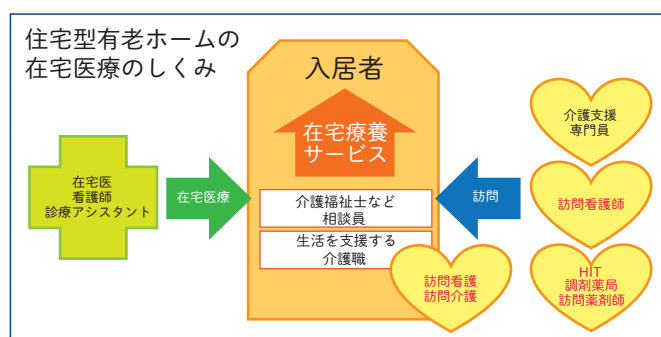 住宅型有老ホームの
在宅医療のしくみ
入居者
在宅療養
サービス
在宅医
看護師
診療アシスタント
在宅医療
介護福祉士など
相談員
生活を支援する
介護職
訪問看護
訪問介護
訪問
介護支援
専門員
訪問看護師
HIT
調剤薬局
訪問薬剤師